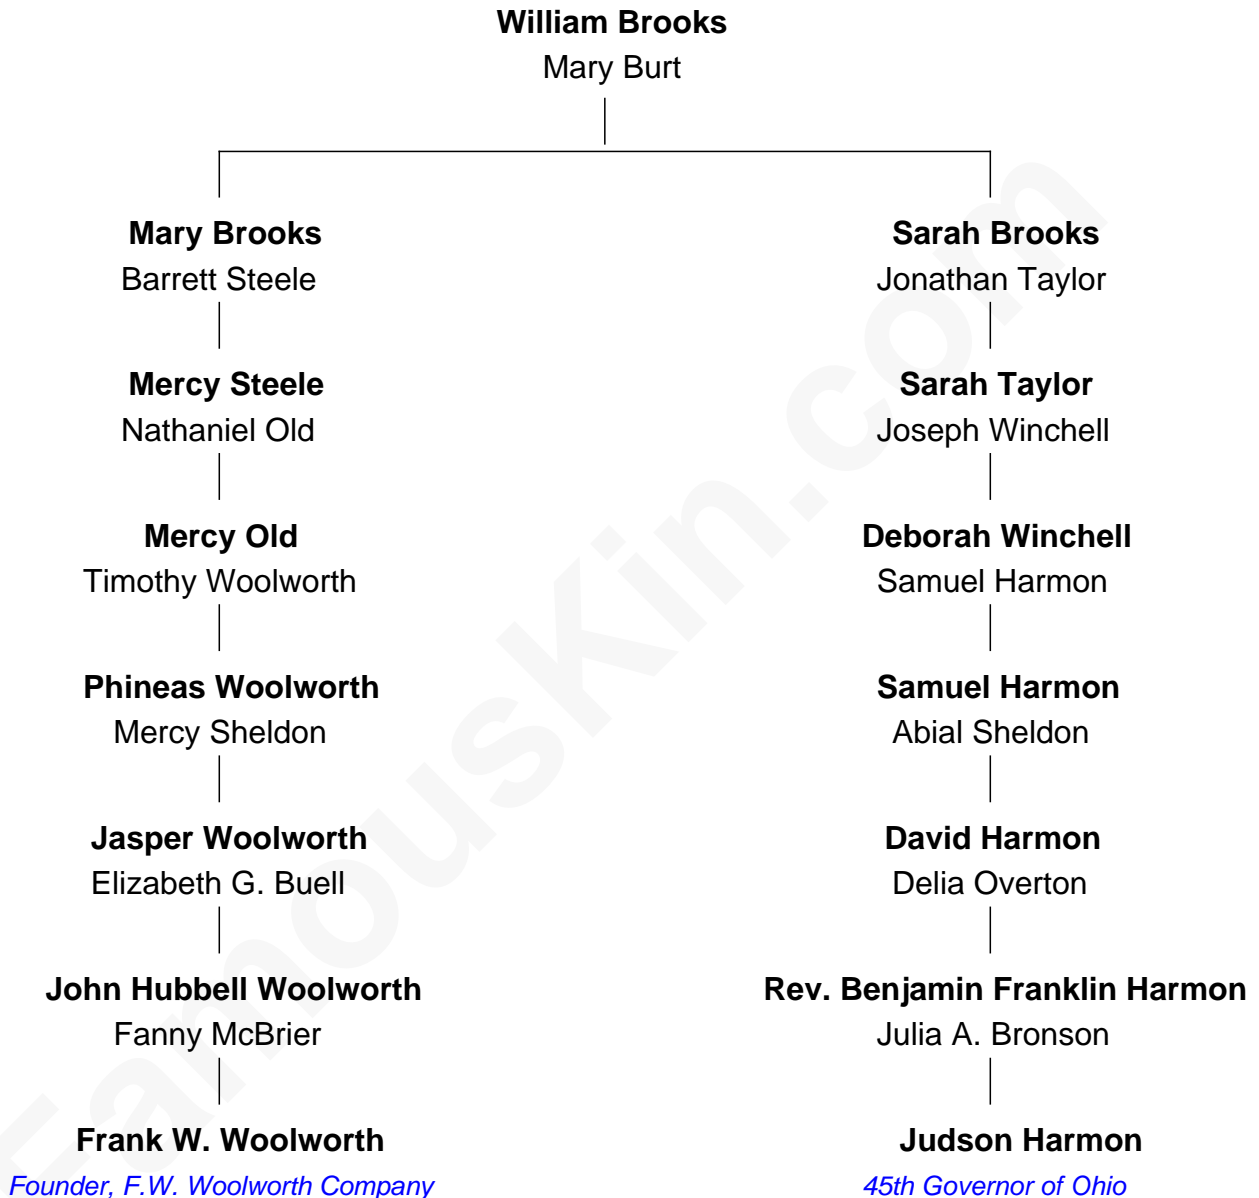 William Brooks
Mary Burt
Mary Brooks
Barrett Steele
Sarah Brooks
Jonathan Taylor
Mercy Steele
Nathaniel Old
Sarah Taylor
Joseph Winchell
Mercy Old
Timothy Woolworth
Deborah Winchell
Samuel Harmon
Phineas Woolworth
Mercy Sheldon
Samuel Harmon
Abial Sheldon
Jasper Woolworth
Elizabeth G. Buell
David Harmon
Delia Overton
John Hubbell Woolworth
Fanny McBrier
Rev. Benjamin Franklin Harmon
Julia A. Bronson
Frank W. Woolworth
Founder, F.W. Woolworth Company
Judson Harmon
45th Governor of Ohio
FamousKin.com